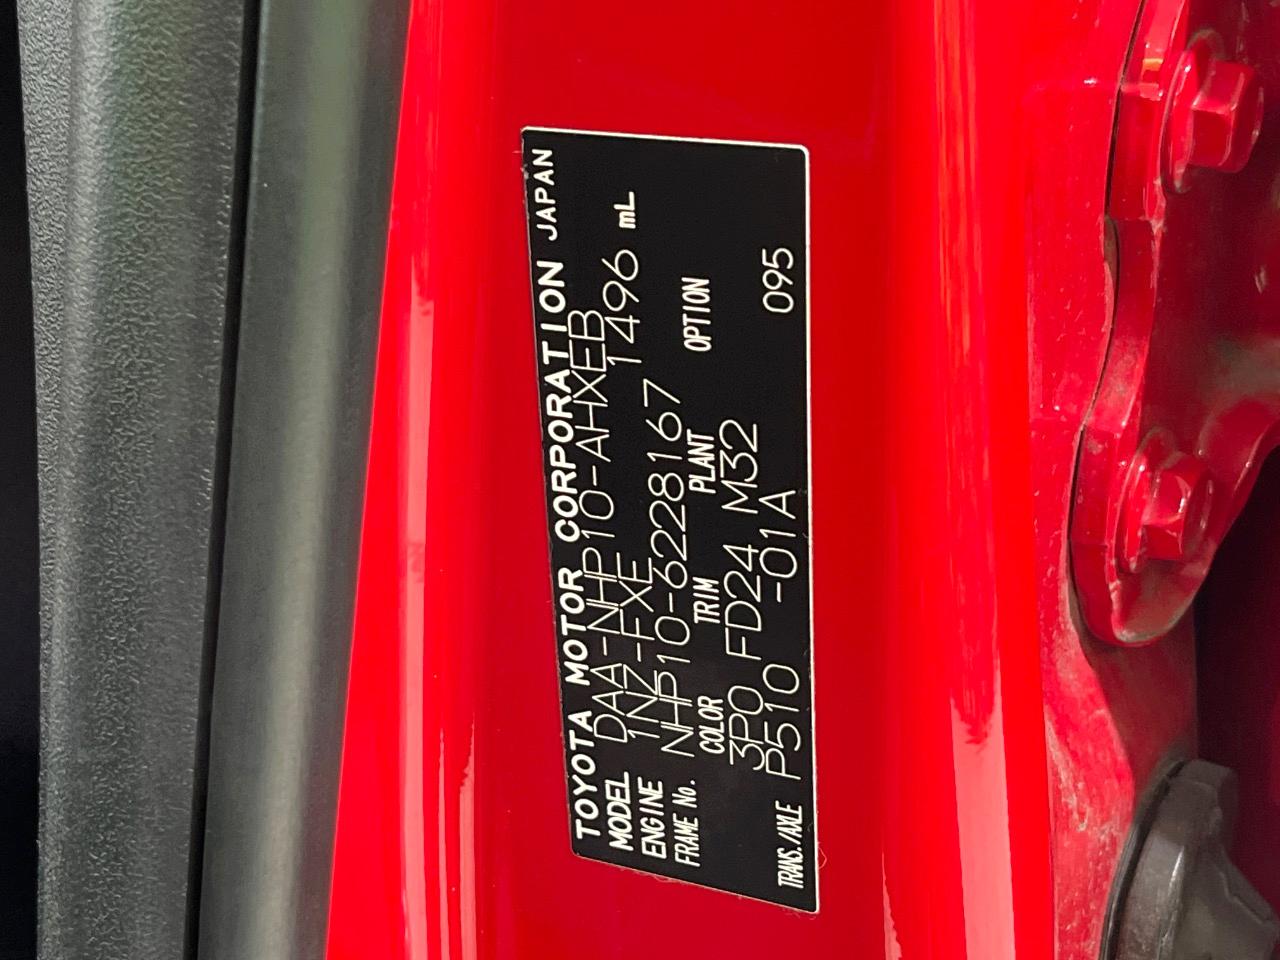 TOYOTA MOTOR CORPORATION JAPAN
MODEL DAA-NHP10-AHXEB
ENGINE 1NZ-FXE 1496 mL
FRAME No. NHP10-6228167
COLOR TRIM PLANT OPTION
3P0 FD24 M32
TRANS./AXLE P510 -01A 095